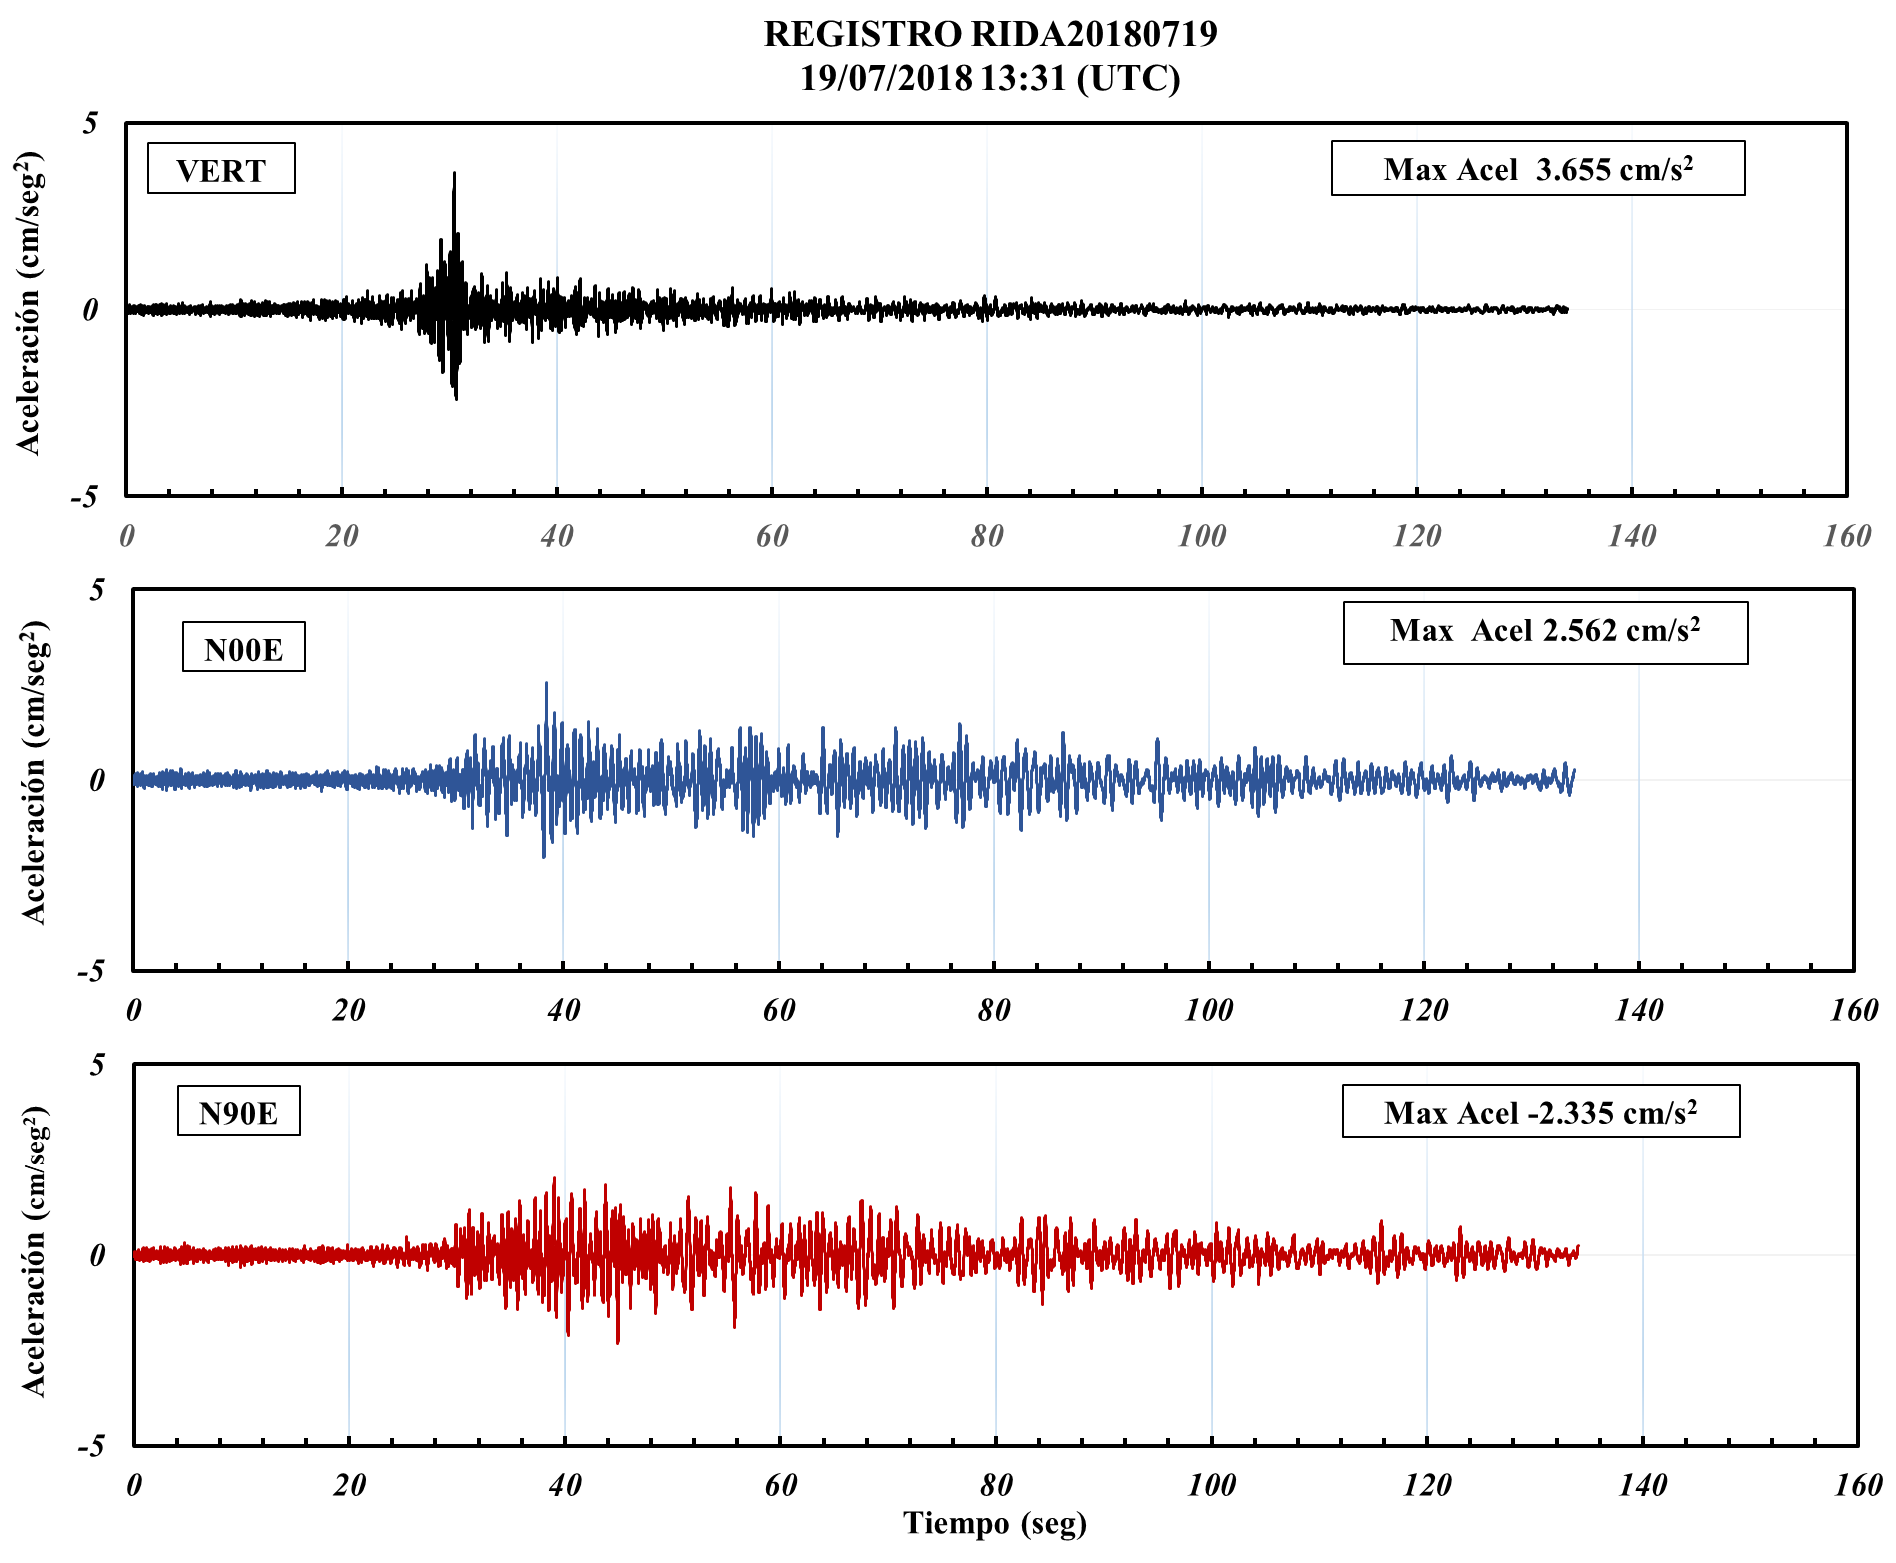 REGISTRO RIDA20180719
19/07/2018 13:31 (UTC)
5
0
-5
Aceleración (cm/seg²)
VERT
Max Acel 3.655 cm/s²
0 20 40 60 80 100 120 140 160
5
0
-5
Aceleración (cm/seg²)
N00E
Max Acel 2.562 cm/s²
0 20 40 60 80 100 120 140 160
5
0
-5
Aceleración (cm/seg²)
N90E
Max Acel -2.335 cm/s²
0 20 40 60 80 100 120 140 160
Tiempo (seg)